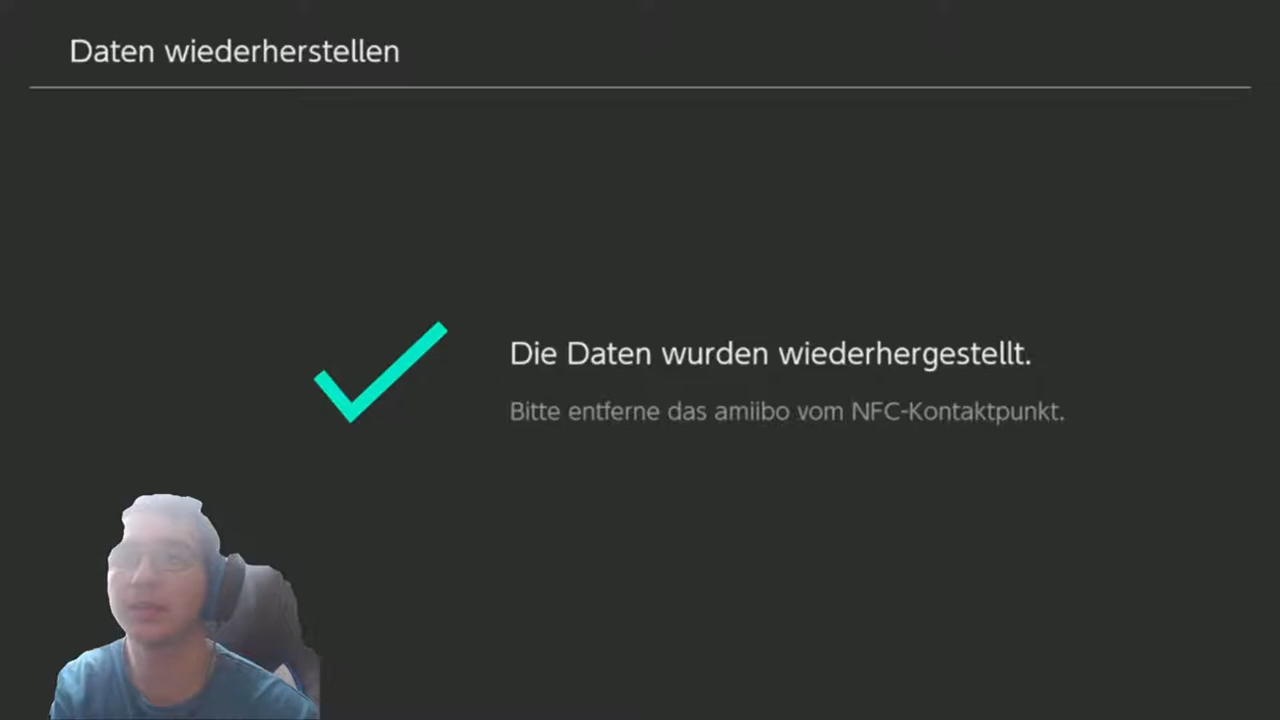 Daten wiederherstellen
Die Daten wurden wiederhergestellt.
Bitte entferne das amiibo vom NFC-Kontaktpunkt.